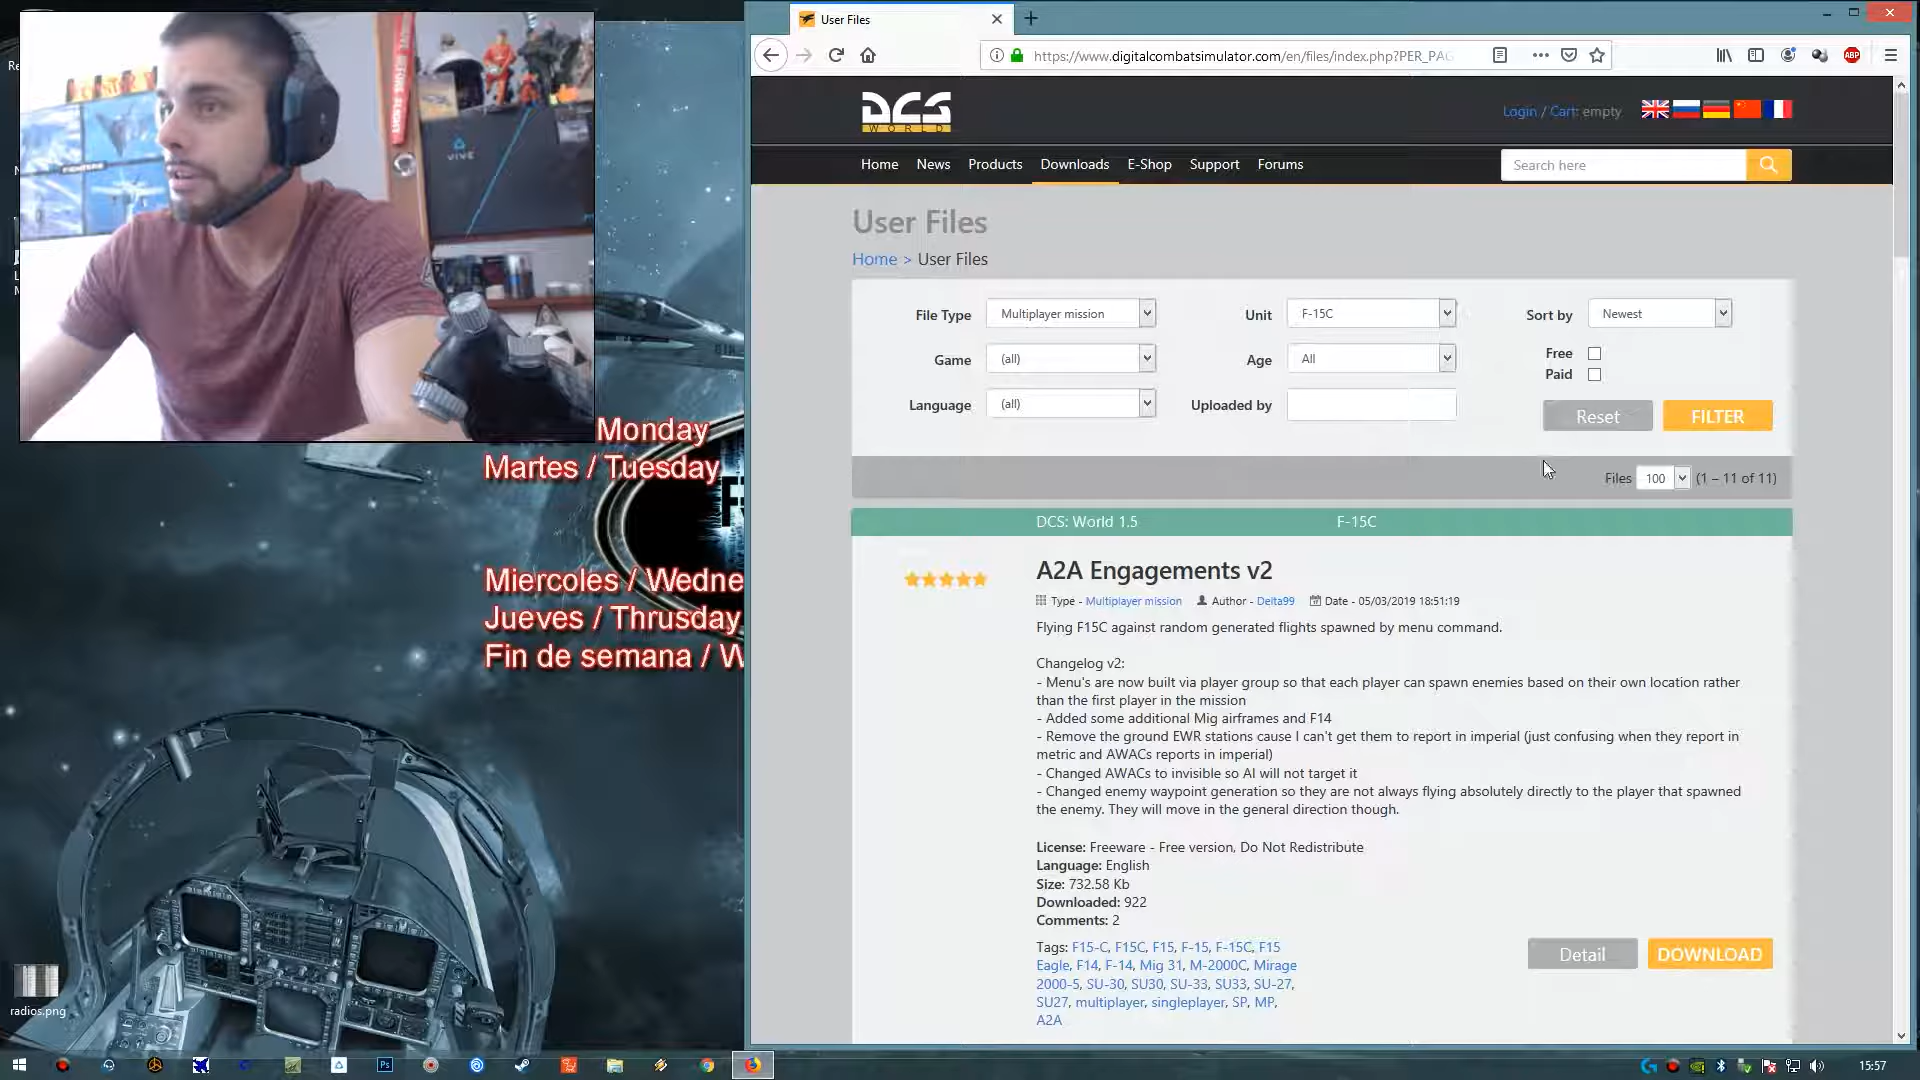 User Files
https://www.digitalcombatsimulator.com/en/files/index.php?PER_PAG
ABP
DCS
WORLD
Login / Cart: empty
Home News Products Downloads E-Shop Support Forums
Search here
User Files
Home > User Files
File Type Multiplayer mission Unit F-15C Sort by Newest
Game (all) Age All Free
Paid
Language (all) Uploaded by
Reset FILTER
Files 100 (1 – 11 of 11)
DCS: World 1.5 F-15C
A2A Engagements v2
Type - Multiplayer mission Author - Delta99 Date - 05/03/2019 18:51:19
Flying F15C against random generated flights spawned by menu command.
Changelog v2:
- Menu's are now built via player group so that each player can spawn enemies based on their own location rather
than the first player in the mission
- Added some additional Mig airframes and F14
- Remove the ground EWR stations cause I can't get them to report in imperial (just confusing when they report in
metric and AWACs reports in imperial)
- Changed AWACs to invisible so AI will not target it
- Changed enemy waypoint generation so they are not always flying absolutely directly to the player that spawned
the enemy. They will move in the general direction though.
License: Freeware - Free version, Do Not Redistribute
Language: English
Size: 732.58 Kb
Downloaded: 922
Comments: 2
Tags: F15-C, F15C, F15, F-15, F-15C, F15
Eagle, F14, F-14, Mig 31, M-2000C, Mirage
2000-5, SU-30, SU30, SU-33, SU33, SU-27,
SU27, multiplayer, singleplayer, SP, MP,
A2A
Detail DOWNLOAD
VIVE
Monday
Martes / Tuesday
Miercoles / Wedne
Jueves / Thrusday
Fin de semana / W
radios.png
Ps
15:57